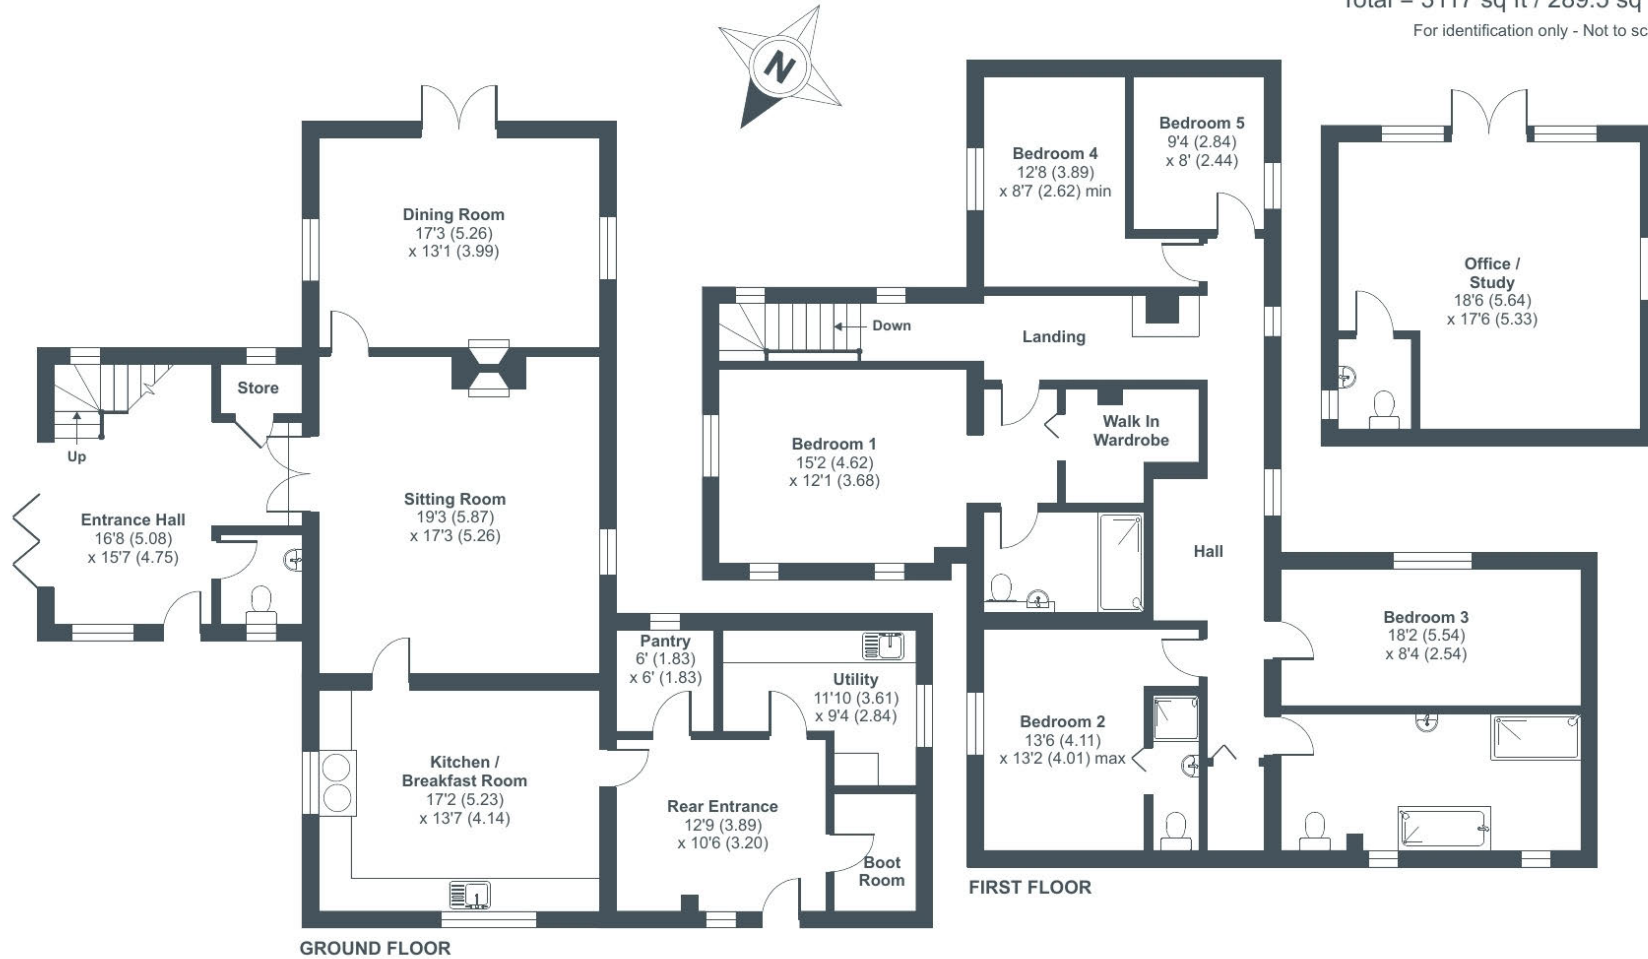 Total = 3117 sq ft / 289.5 sq
For identification only - Not to sc
N
Dining Room
17'3 (5.26)
x 13'1 (3.99)
Store
Up
Entrance Hall
16'8 (5.08)
x 15'7 (4.75)
Sitting Room
19'3 (5.87)
x 17'3 (5.26)
Pantry
6' (1.83)
x 6' (1.83)
Utility
11'10 (3.61)
x 9'4 (2.84)
Kitchen /
Breakfast Room
17'2 (5.23)
x 13'7 (4.14)
Rear Entrance
12'9 (3.89)
x 10'6 (3.20)
Boot
Room
GROUND FLOOR
Bedroom 4
12'8 (3.89)
x 8'7 (2.62) min
Bedroom 5
9'4 (2.84)
x 8' (2.44)
Down
Landing
Bedroom 1
15'2 (4.62)
x 12'1 (3.68)
Walk In
Wardrobe
Hall
Bedroom 3
18'2 (5.54)
x 8'4 (2.54)
Bedroom 2
13'6 (4.11)
x 13'2 (4.01) max
FIRST FLOOR
Office /
Study
18'6 (5.64)
x 17'6 (5.33)